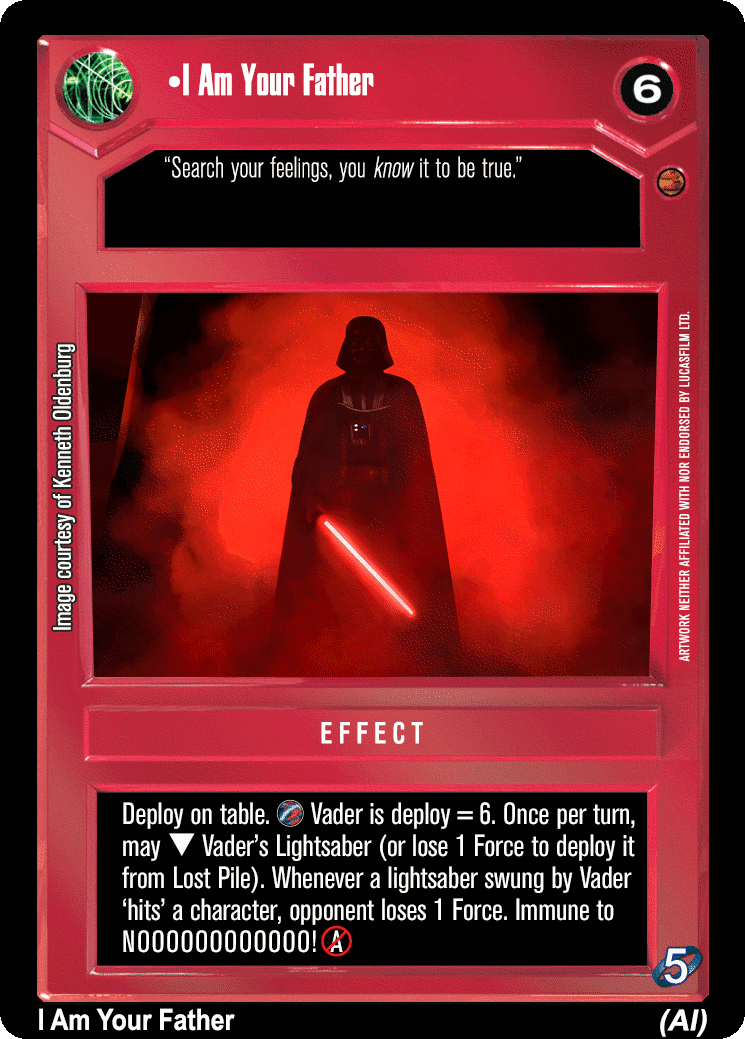 •I Am Your Father
6
“Search your feelings, you know it to be true.”
Image courtesy of Kenneth Oldenburg
ARTWORK NEITHER AFFILIATED WITH NOR ENDORSED BY LUCASFILM LTD.
EFFECT
Deploy on table. Vader is deploy = 6. Once per turn,
may ▼ Vader’s Lightsaber (or lose 1 Force to deploy it
from Lost Pile). Whenever a lightsaber swung by Vader
‘hits’ a character, opponent loses 1 Force. Immune to
NOOOOOOOOOOOOO! A
5
I Am Your Father
(AI)